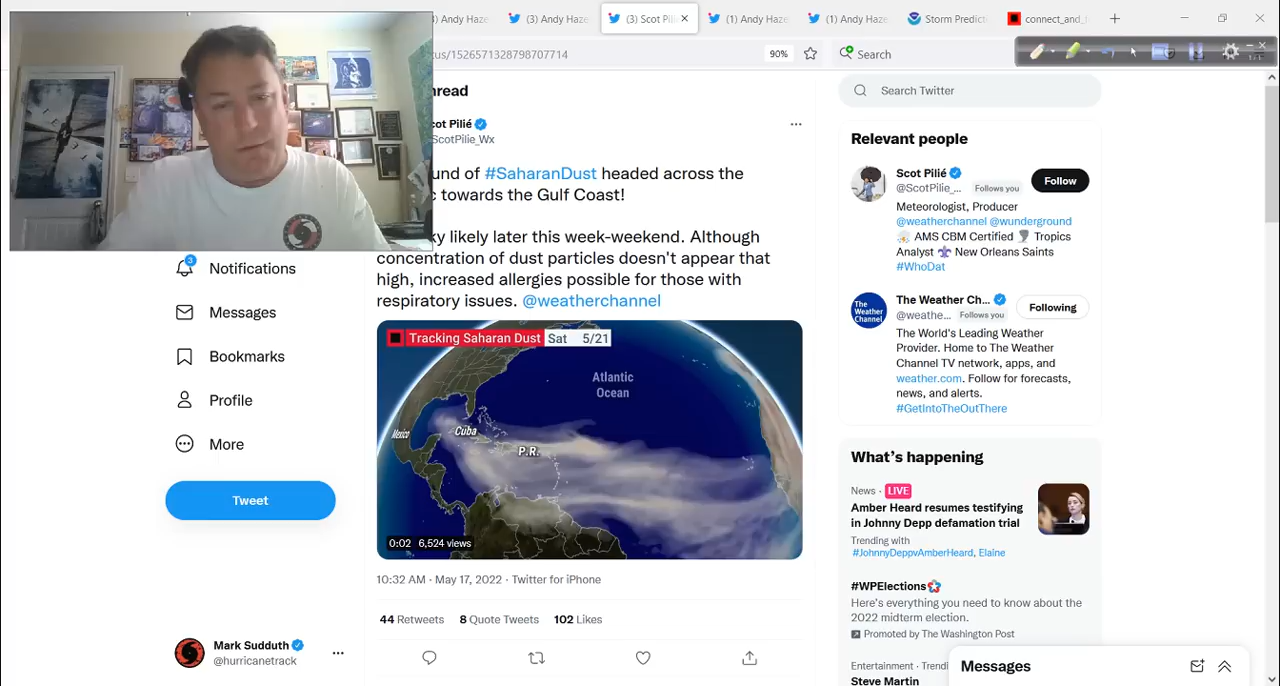 (3) Andy Haze
(3) Andy Haze
(3) Scot Pili
(1) Andy Haze
(1) Andy Haze
Storm Predict
connect_and_
tus/1526571328798707714
90%
Search
Search Twitter
hread
cot Pilié
ScotPilie_Wx
und of #SaharanDust headed across the
c towards the Gulf Coast!
ky likely later this week-weekend. Although
concentration of dust particles doesn't appear that
high, increased allergies possible for those with
respiratory issues. @weatherchannel
Tracking Saharan Dust Sat 5/21
Atlantic
Ocean
Mexico
Cuba
P.R.
0:02 6,524 views
10:32 AM · May 17, 2022 · Twitter for iPhone
44 Retweets 8 Quote Tweets 102 Likes
3
Notifications
Messages
Bookmarks
Profile
More
Tweet
Mark Sudduth
@hurricanetrack
Relevant people
Scot Pilié
@ScotPilie_... Follows you
Follow
Meteorologist, Producer
@weatherchannel @wunderground
AMS CBM Certified Tropics
Analyst New Orleans Saints
#WhoDat
The Weather Ch...
@weathe... Follows you
Following
The
Weather
Channel
The World's Leading Weather
Provider. Home to The Weather
Channel TV network, apps, and
weather.com. Follow for forecasts,
news, and alerts.
#GetIntoTheOutThere
What's happening
News · LIVE
Amber Heard resumes testifying
in Johnny Depp defamation trial
Trending with
#JohnnyDeppvAmberHeard, Elaine
#WPElections
Here's everything you need to know about the
2022 midterm election.
Promoted by The Washington Post
Entertainment · Trendi
Steve Martin
Messages